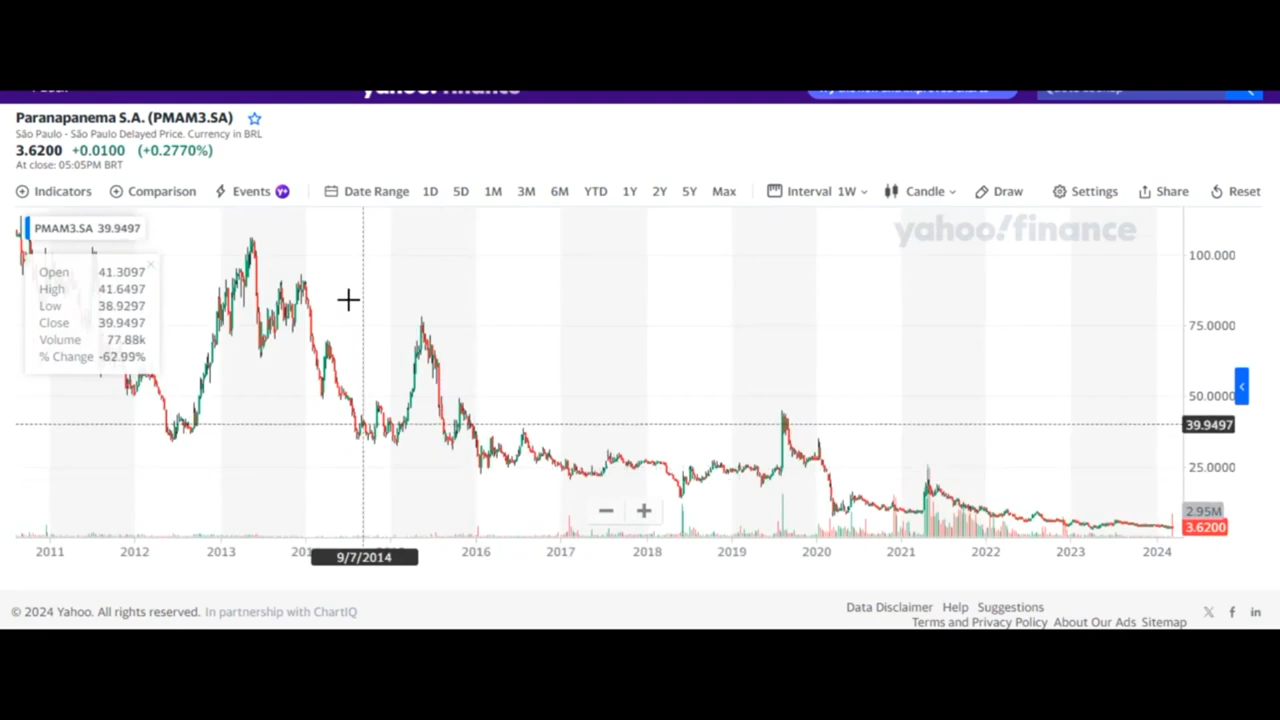 yahoo! finance
Paranapanema S.A. (PMAM3.SA)
São Paulo - São Paulo Delayed Price. Currency in BRL
3.6200 +0.0100 (+0.2770%)
At close: 05:05PM BRT
Indicators Comparison Events Y+ Date Range 1D 5D 1M 3M 6M YTD 1Y 2Y 5Y Max Interval 1W Candle Draw Settings Share Reset
PMAM3.SA 39.9497
yahoo!finance
Open 41.3097
High 41.6497
Low 38.9297
Close 39.9497
Volume 77.88k
% Change -62.99%
100.000
75.0000
50.0000
39.9497
25.0000
2.95M
3.6200
2011 2012 2013 2016 2017 2018 2019 2020 2021 2022 2023 2024
9/7/2014
© 2024 Yahoo. All rights reserved. In partnership with ChartIQ
Data Disclaimer Help Suggestions
Terms and Privacy Policy About Our Ads Sitemap